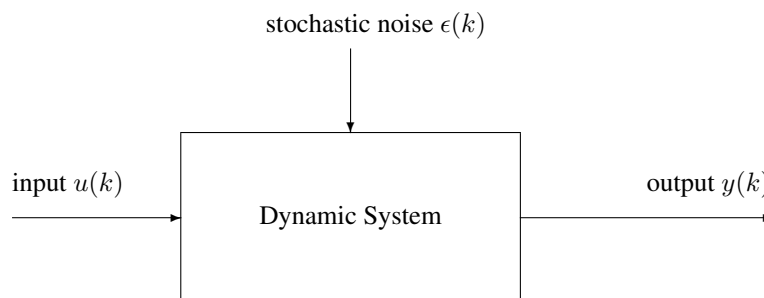 stochastic noise ϵ(k)
input u(k)
output y(k)
Dynamic System